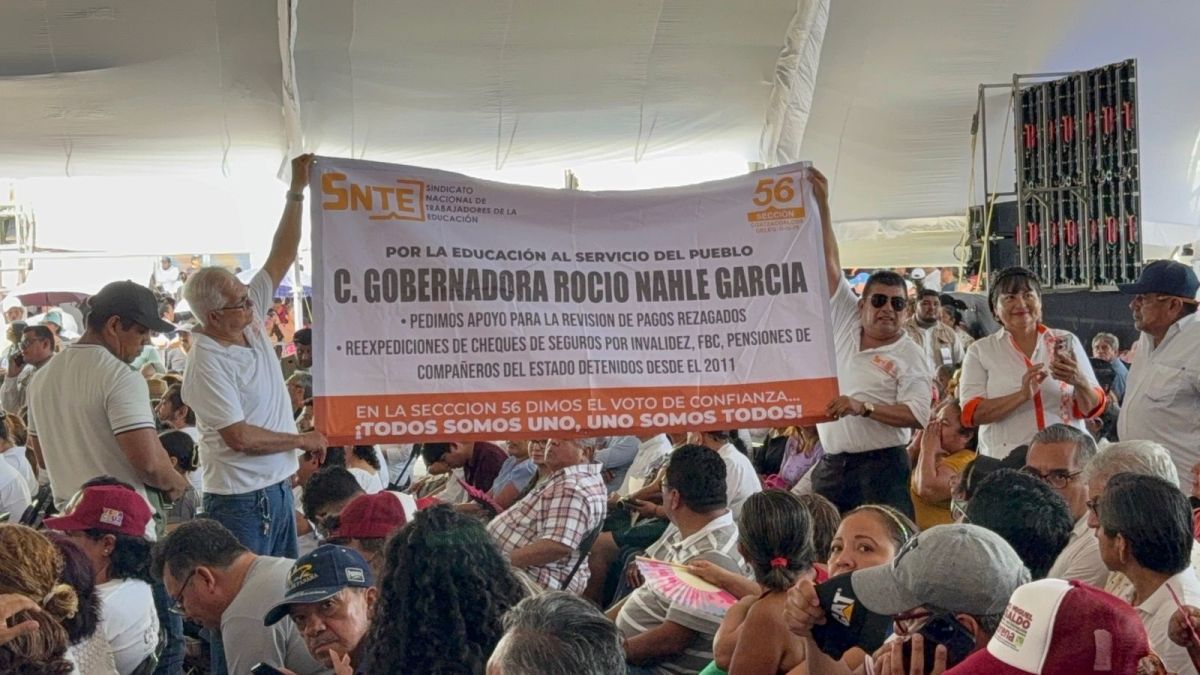 SNTE
SINDICATO
NACIONAL DE
TRABAJADORES DE LA
EDUCACIÓN
56
SECCIÓN
COATZACOALCOS
POR LA EDUCACIÓN AL SERVICIO DEL PUEBLO
C. GOBERNADORA ROCIO NAHLE GARCIA
• PEDIMOS APOYO PARA LA REVISION DE PAGOS REZAGADOS
• REEXPEDICIONES DE CHEQUES DE SEGUROS POR INVALIDEZ, FBC, PENSIONES DE
COMPAÑEROS DEL ESTADO DETENIDOS DESDE EL 2011
EN LA SECCCION 56 DIMOS EL VOTO DE CONFIANZA...
¡TODOS SOMOS UNO, UNO SOMOS TODOS!
CAT
morena